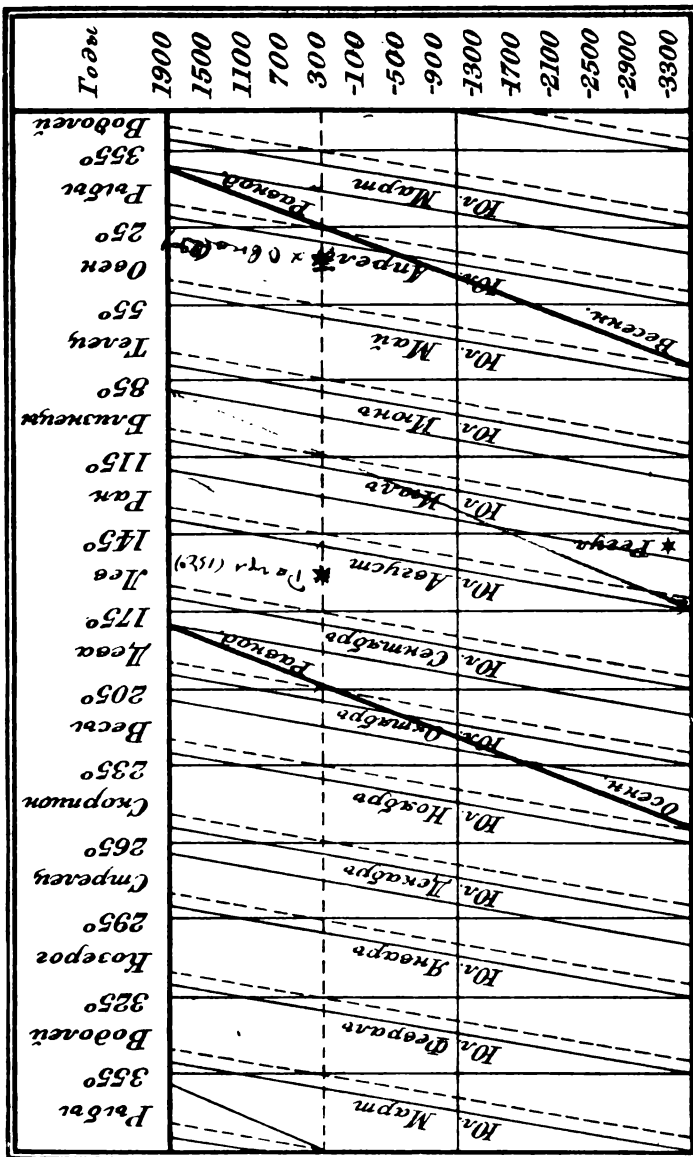 Рыбы
355°
Водолей
325°
Козерог
295°
Стрелец
265°
Скорпион
235°
Весы
205°
Дева
175°
Лев
145°
Рак
115°
Близнецы
85°
Телец
55°
Овен
25°
Рыбы
355°
Водолей
Годы
1900
1500
1100
700
300
-100
-500
-900
-1300
-1700
-2100
-2500
-2900
-3300
Юл. Март
Юл. Февраль
Юл. Январь
Юл. Декабрь
Юл. Ноябрь
Юл. Октябрь
Осенн. Равнод.
Юл. Сентябрь
Юл. Август
Регул
Юл. Июль
Юл. Июнь
Юл. Май
Юл. Апрель
Весенн. Равнод.
Юл. Март